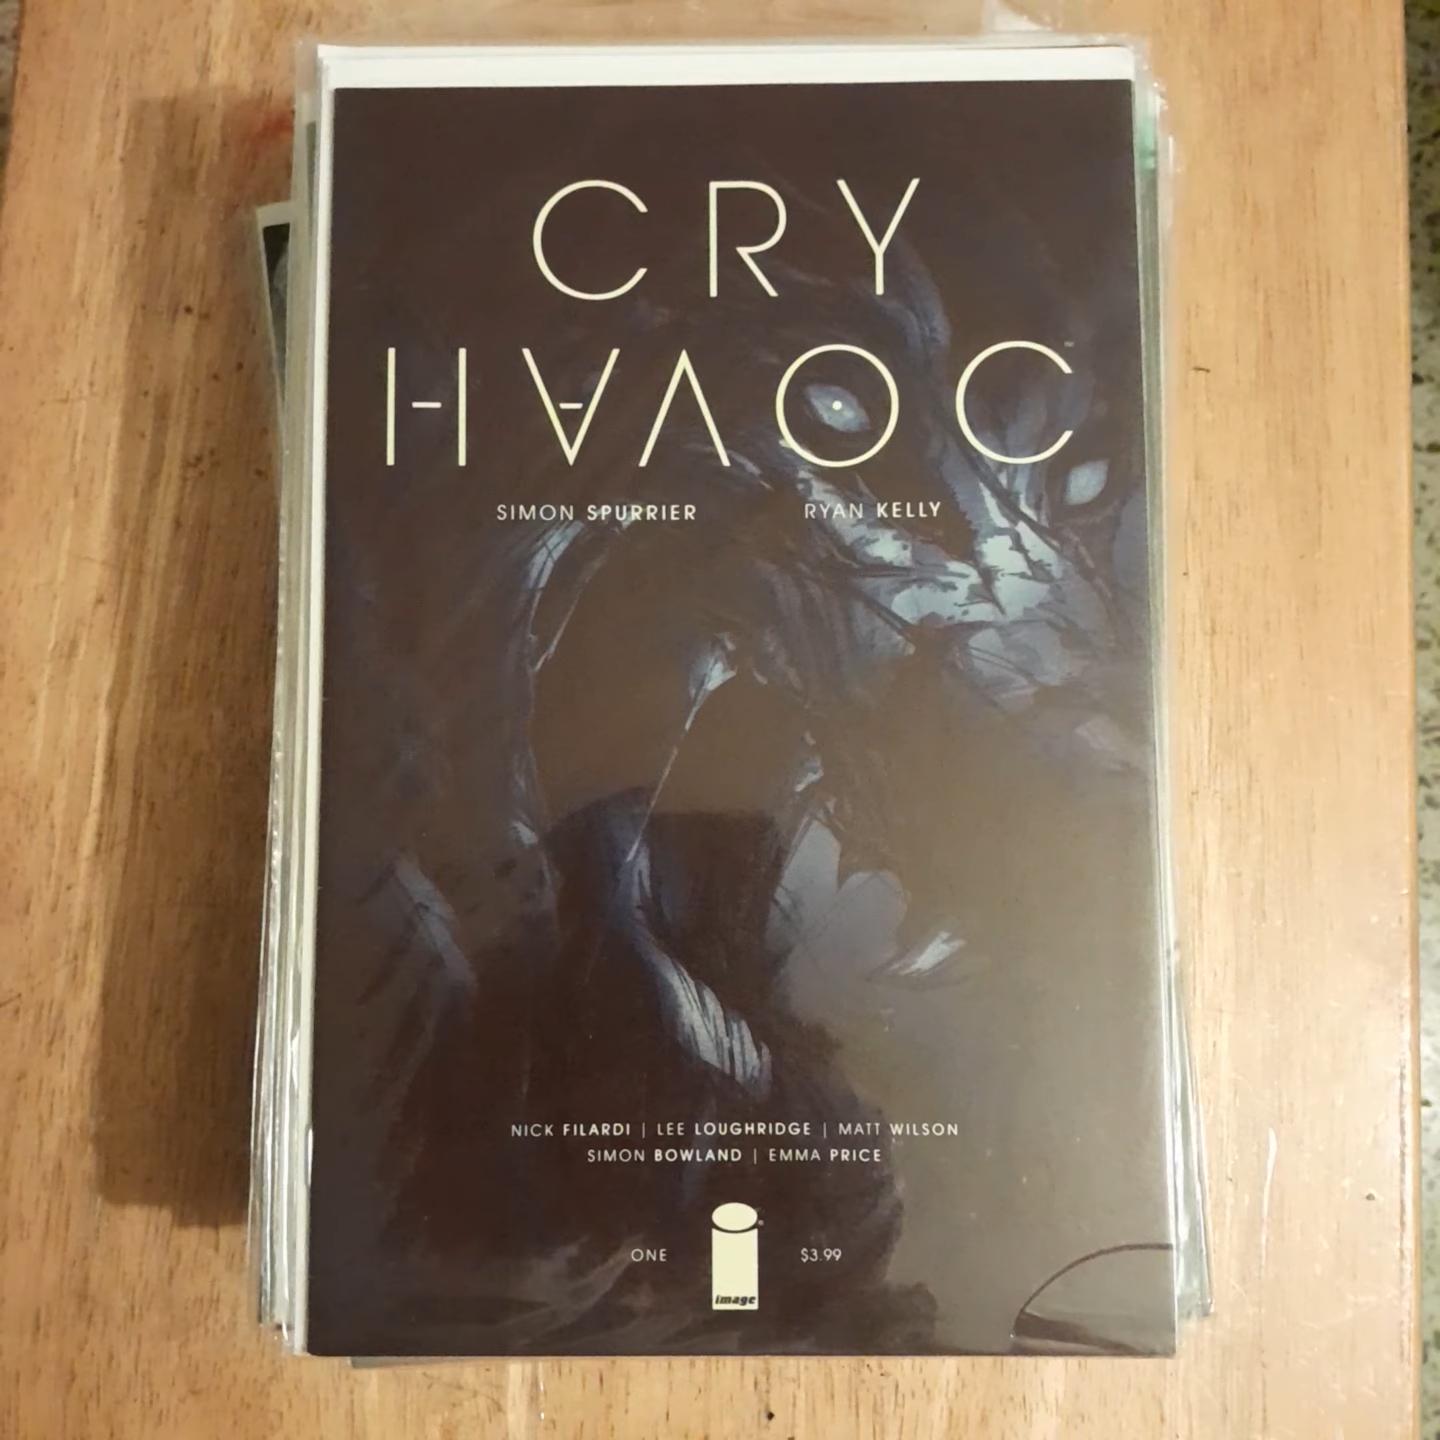 CRY
HAVOC™
SIMON SPURRIER RYAN KELLY
NICK FILARDI | LEE LOUGHRIDGE | MATT WILSON
SIMON BOWLAND | EMMA PRICE
ONE $3.99
image®